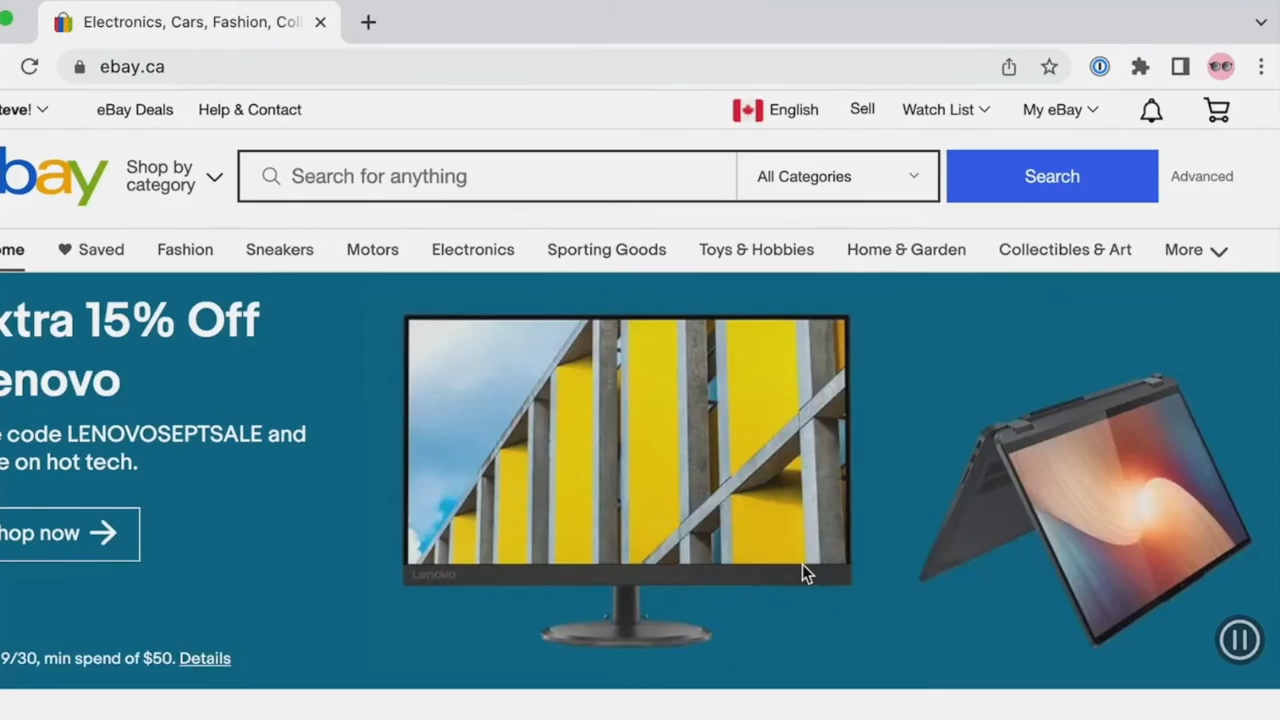 Electronics, Cars, Fashion, Col
ebay.ca
teve! eBay Deals Help & Contact English Sell Watch List My eBay
bay Shop by category Search for anything All Categories Search Advanced
ome Saved Fashion Sneakers Motors Electronics Sporting Goods Toys & Hobbies Home & Garden Collectibles & Art More
xtra 15% Off
enovo
e code LENOVOSEPTSALE and
e on hot tech.
hop now
Lenovo
9/30, min spend of $50. Details